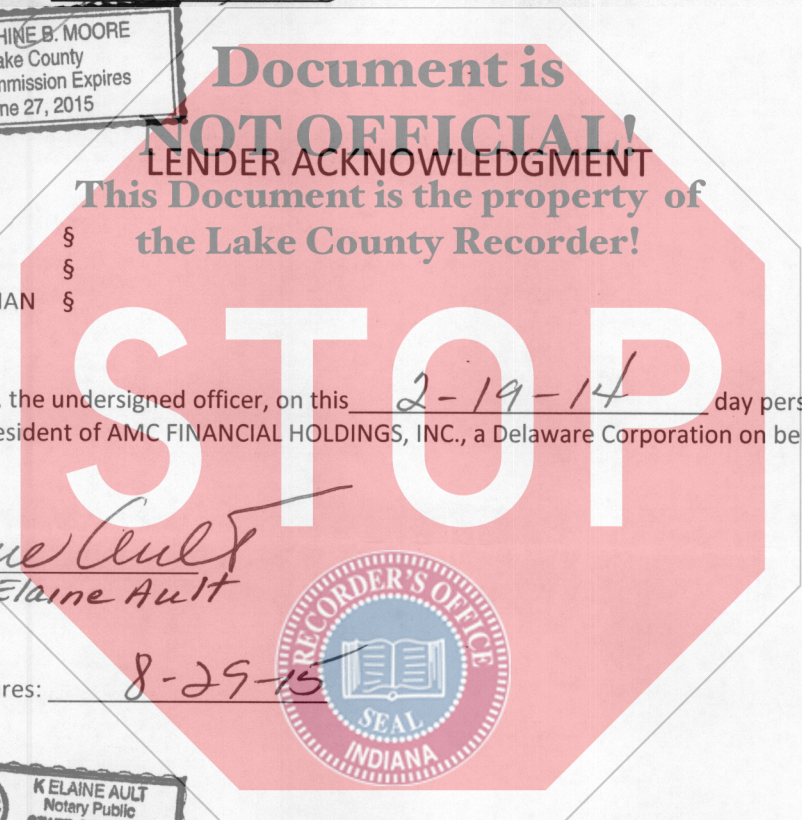 HINE B. MOORE
ake County
mmission Expires
ne 27, 2015
Document is
NOT OFFICIAL!
LENDER ACKNOWLEDGMENT
This Document is the property of
the Lake County Recorder!
§
§
IAN §
STOP
the undersigned officer, on this 2-19-14 day pers
esident of AMC FINANCIAL HOLDINGS, INC., a Delaware Corporation on be
ne Ault
Elaine Ault
RECORDER'S OFFICE
SEAL
INDIANA
res: 8-29-15
K ELAINE AULT
Notary Public